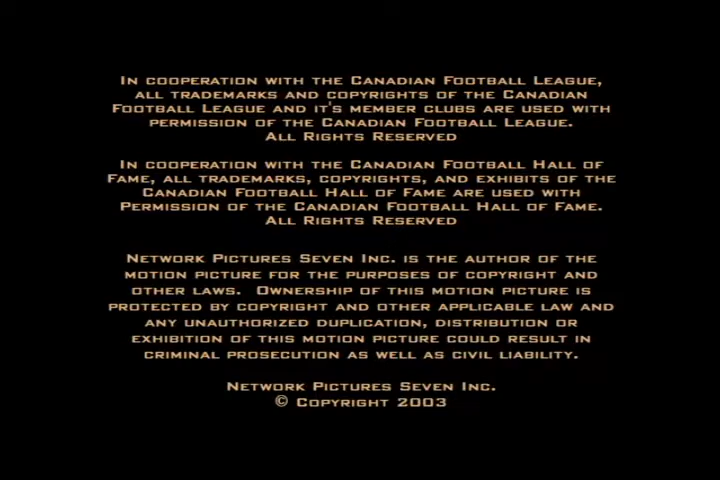 In cooperation with the Canadian Football League,
all trademarks and copyrights of the Canadian
Football League and it's member clubs are used with
permission of the Canadian Football League.
All Rights Reserved
In cooperation with the Canadian Football Hall of
Fame, all trademarks, copyrights, and exhibits of the
Canadian Football Hall of Fame are used with
Permission of the Canadian Football Hall of Fame.
All Rights Reserved
Network Pictures Seven Inc. is the author of the
motion picture for the purposes of copyright and
other laws. Ownership of this motion picture is
protected by copyright and other applicable law and
any unauthorized duplication, distribution or
exhibition of this motion picture could result in
criminal prosecution as well as civil liability.
Network Pictures Seven Inc.
© Copyright 2003